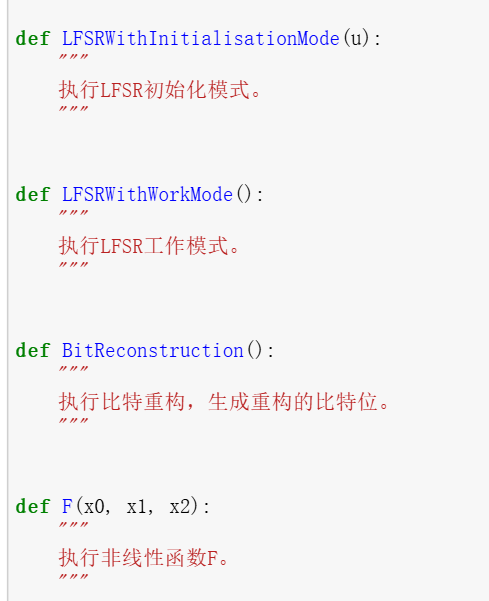 def LFSRWithInitialisationMode(u):
"""
执行LFSR初始化模式。
"""
def LFSRWithWorkMode():
"""
执行LFSR工作模式。
"""
def BitReconstruction():
"""
执行比特重构，生成重构的比特位。
"""
def F(x0, x1, x2):
"""
执行非线性函数F。
"""